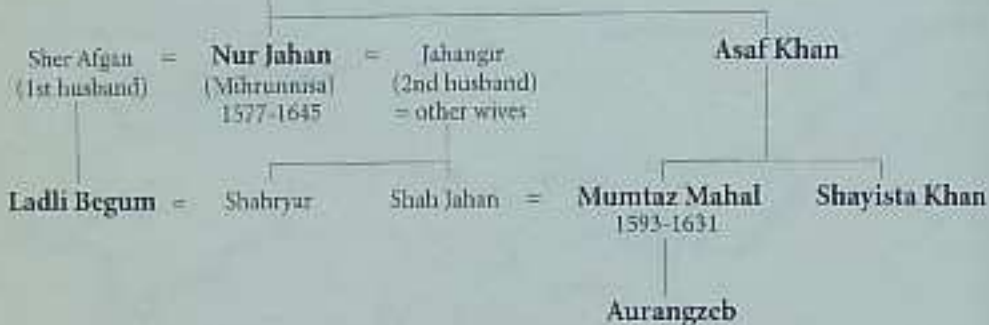 Sher Afgan = Nur Jahan = Jahangir Asaf Khan
(1st husband) (Mihrunnisa) (2nd husband)
1577-1645 = other wives
Ladli Begum = Shahryar Shah Jahan = Mumtaz Mahal Shayista Khan
1593-1631
Aurangzeb